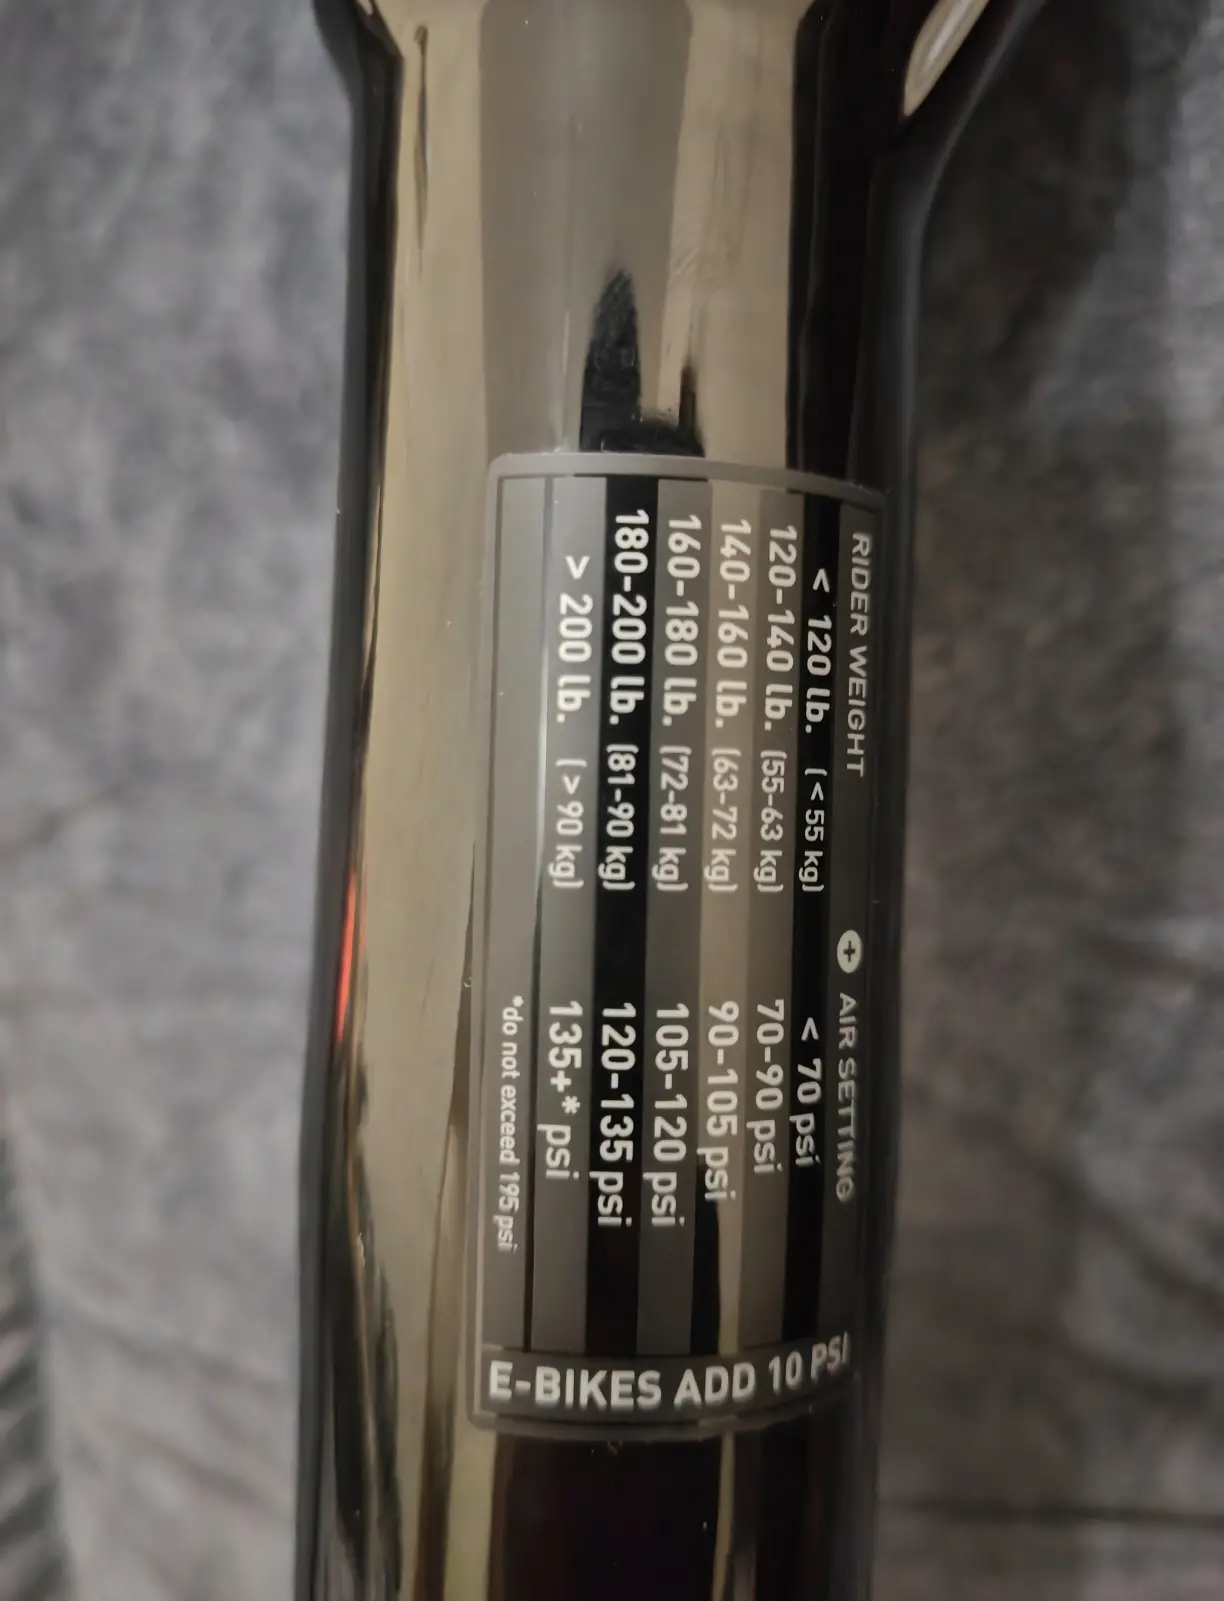 RIDER WEIGHT + AIR SETTING
< 120 lb. (< 55 kg) < 70 psi
120-140 lb. (55-63 kg) 70-90 psi
140-160 lb. (63-72 kg) 90-105 psi
160-180 lb. (72-81 kg) 105-120 psi
180-200 lb. (81-90 kg) 120-135 psi
> 200 lb. (> 90 kg) 135+* psi
*do not exceed 195 psi
E-BIKES ADD 10 PSI